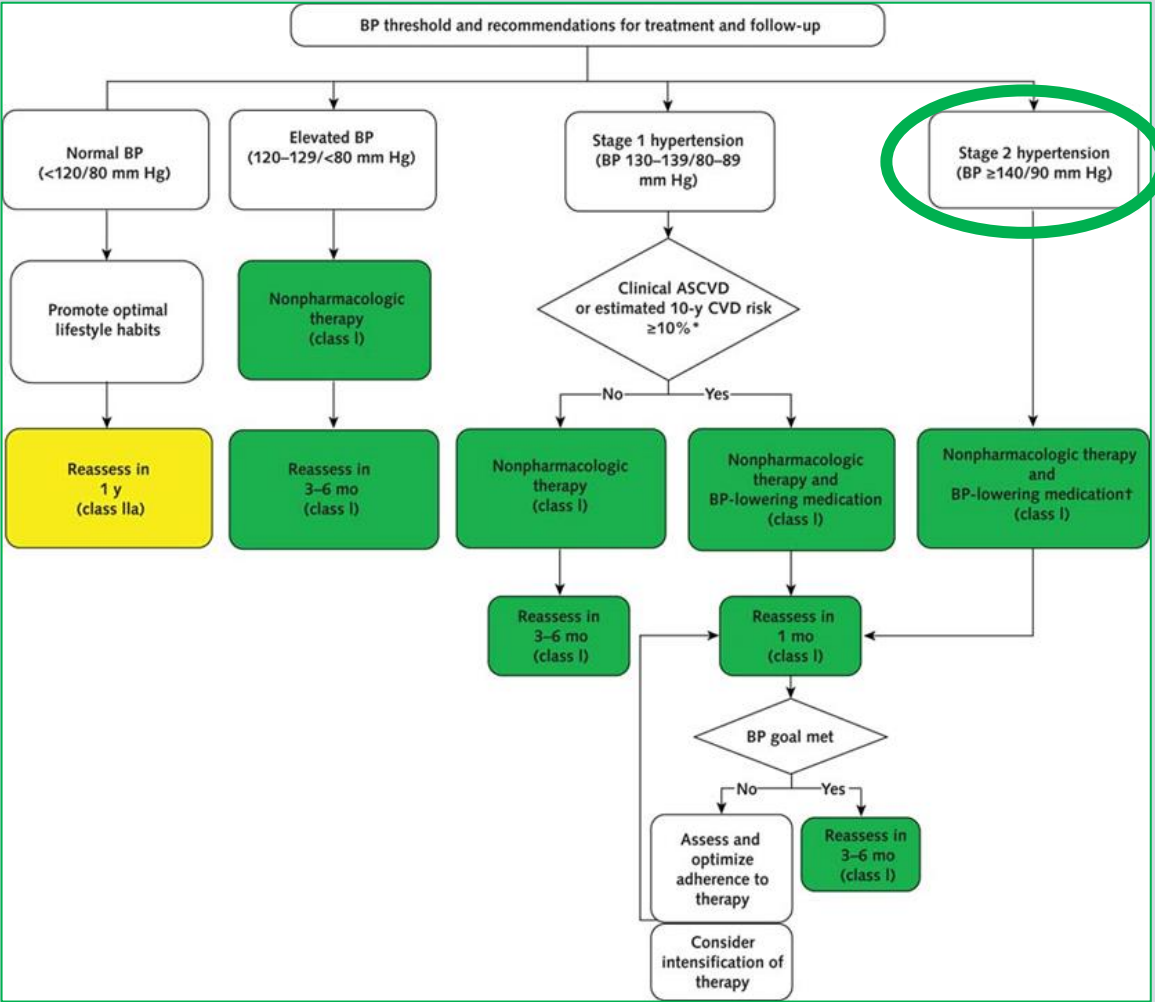 BP threshold and recommendations for treatment and follow-up
Normal BP
(<120/80 mm Hg)
Elevated BP
(120–129/<80 mm Hg)
Stage 1 hypertension
(BP 130–139/80–89
mm Hg)
Stage 2 hypertension
(BP ≥140/90 mm Hg)
Promote optimal
lifestyle habits
Nonpharmacologic
therapy
(class I)
Clinical ASCVD
or estimated 10-y CVD risk
≥10%*
No
Yes
Reassess in
1 y
(class IIa)
Reassess in
3–6 mo
(class I)
Nonpharmacologic
therapy
(class I)
Nonpharmacologic
therapy and
BP-lowering medication
(class I)
Nonpharmacologic therapy
and
BP-lowering medication†
(class I)
Reassess in
3–6 mo
(class I)
Reassess in
1 mo
(class I)
BP goal met
No
Yes
Assess and
optimize
adherence to
therapy
Reassess in
3–6 mo
(class I)
Consider
intensification of
therapy